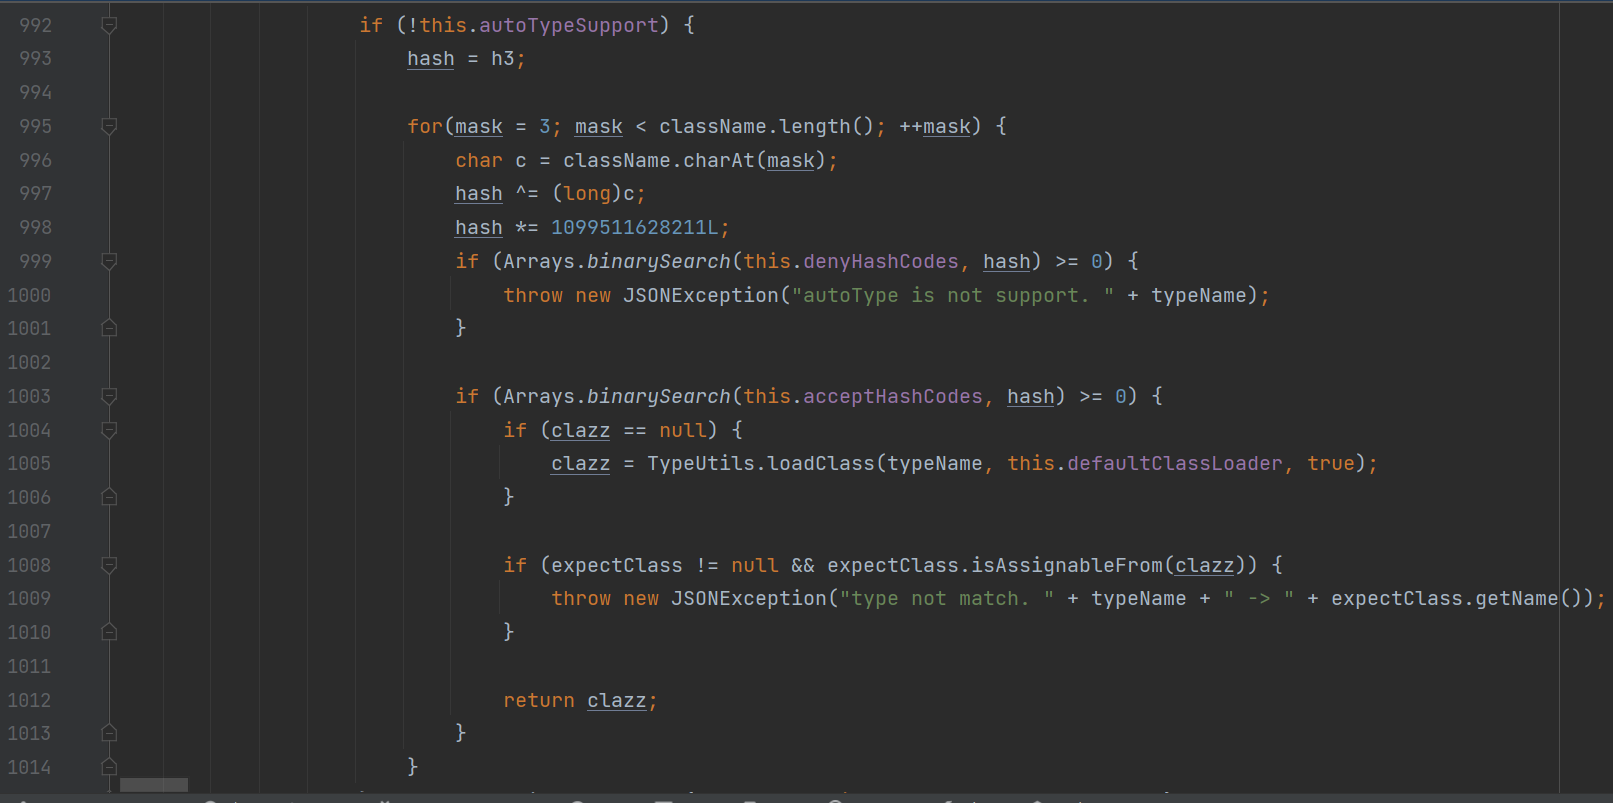 992 if (!this.autoTypeSupport) {
993 hash = h3;
994
995 for(mask = 3; mask < className.length(); ++mask) {
996 char c = className.charAt(mask);
997 hash ^= (long)c;
998 hash *= 1099511628211L;
999 if (Arrays.binarySearch(this.denyHashCodes, hash) >= 0) {
1000 throw new JSONException("autoType is not support. " + typeName);
1001 }
1002
1003 if (Arrays.binarySearch(this.acceptHashCodes, hash) >= 0) {
1004 if (clazz == null) {
1005 clazz = TypeUtils.loadClass(typeName, this.defaultClassLoader, true);
1006 }
1007
1008 if (expectClass != null && expectClass.isAssignableFrom(clazz)) {
1009 throw new JSONException("type not match. " + typeName + " -> " + expectClass.getName());
1010 }
1011
1012 return clazz;
1013 }
1014 }